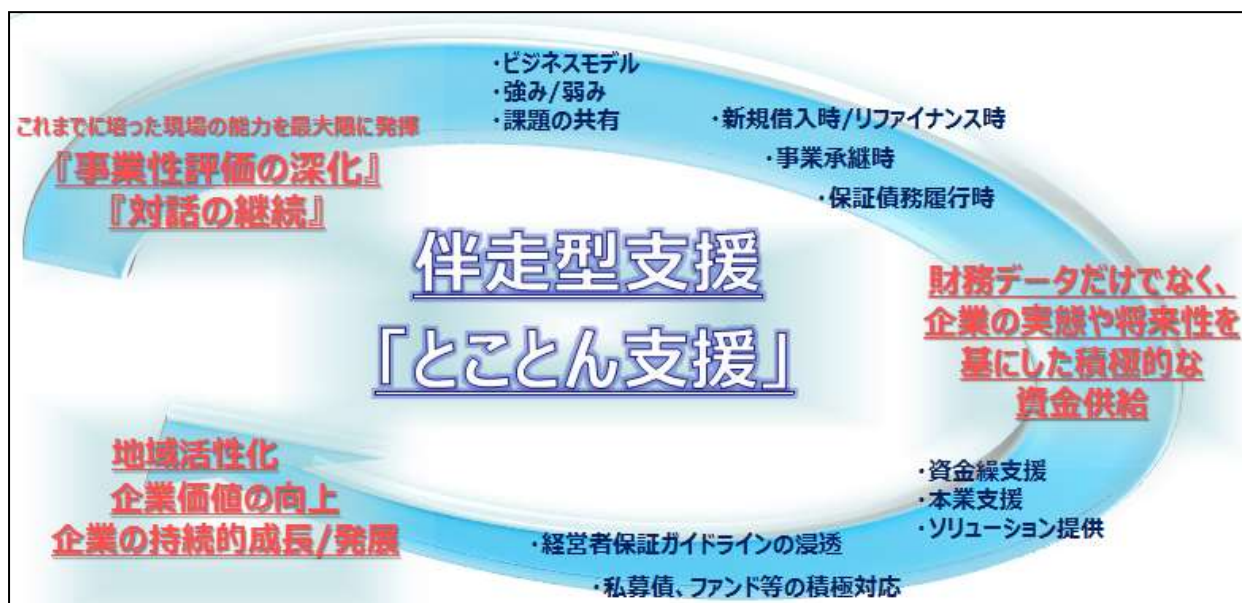 これまでに培った現場の能力を最大限に発揮
『事業性評価の深化』
『対話の継続』
・ビジネスモデル
・強み/弱み
・課題の共有
・新規借入時/リファイナンス時
・事業承継時
・保証債務履行時
伴走型支援
「とことん支援」
財務データだけでなく、
企業の実態や将来性を
基にした積極的な
資金供給
・資金繰支援
・本業支援
・ソリューション提供
・経営者保証ガイドラインの浸透
・私募債、ファンド等の積極対応
地域活性化
企業価値の向上
企業の持続的成長/発展